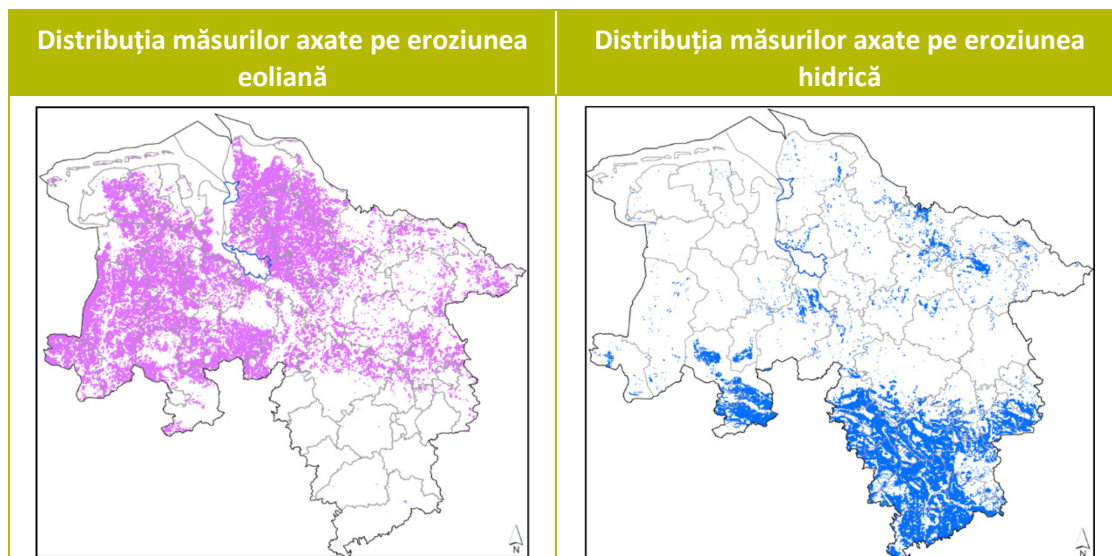 Distribuția măsurilor axate pe eroziunea
eoliană
Distribuția măsurilor axate pe eroziunea
hidrică
N
N